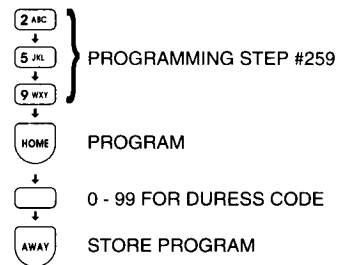 2 ABC
5 JKL PROGRAMMING STEP #259
9 WXY
HOME PROGRAM
0 - 99 FOR DURESS CODE
AWAY STORE PROGRAM